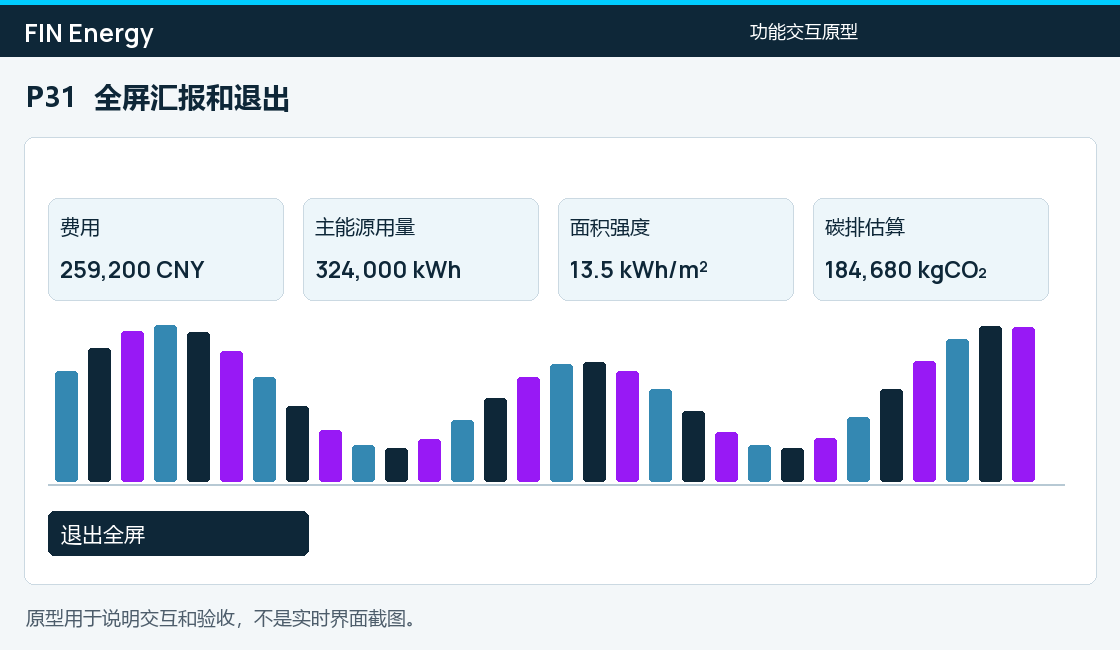 FIN Energy
功能交互原型
P31 全屏汇报和退出
费用
259,200 CNY
主能源用量
324,000 kWh
面积强度
13.5 kWh/m²
碳排估算
184,680 kgCO₂
退出全屏
原型用于说明交互和验收，不是实时界面截图。